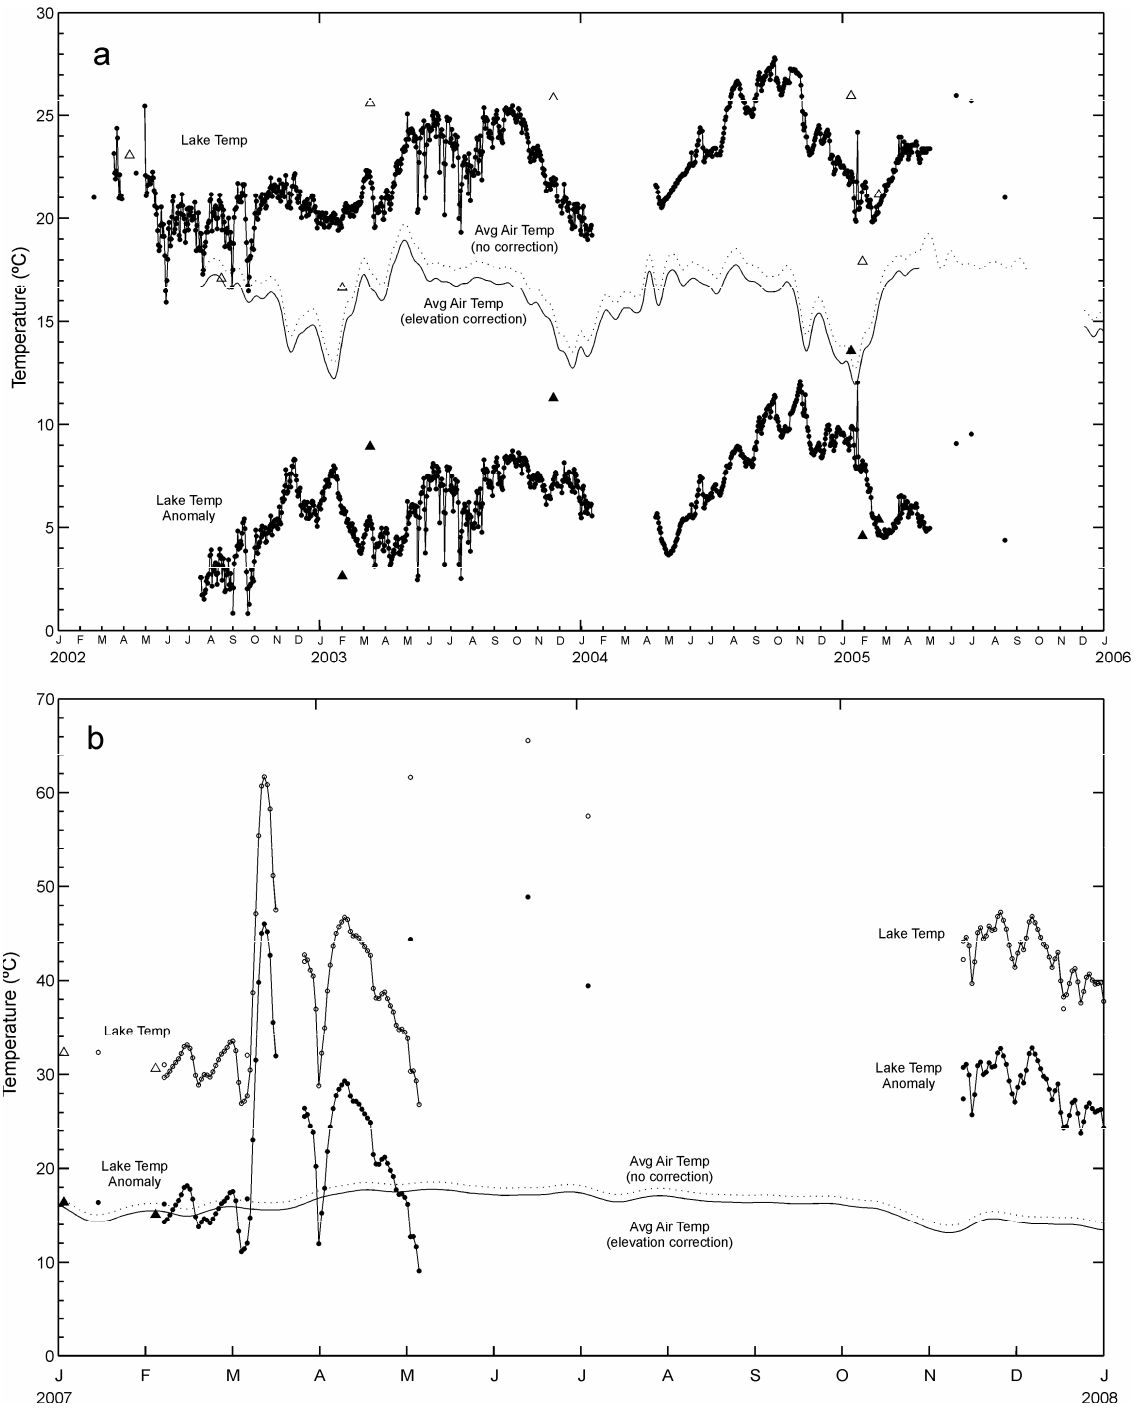 a
30
25
20
15
10
5
0
Temperature (ºC)
Lake Temp
Avg Air Temp
(no correction)
Avg Air Temp
(elevation correction)
Lake Temp
Anomaly
J F M A M J J A S O N D J F M A M J J A S O N D J F M A M J J A S O N D J F M A M J J A S O N D J
2002 2003 2004 2005 2006
b
70
60
50
40
30
20
10
0
Temperature (ºC)
Lake Temp
Lake Temp
Lake Temp
Anomaly
Lake Temp
Anomaly
Avg Air Temp
(no correction)
Avg Air Temp
(elevation correction)
J F M A M J J A S O N D J
2007 2008